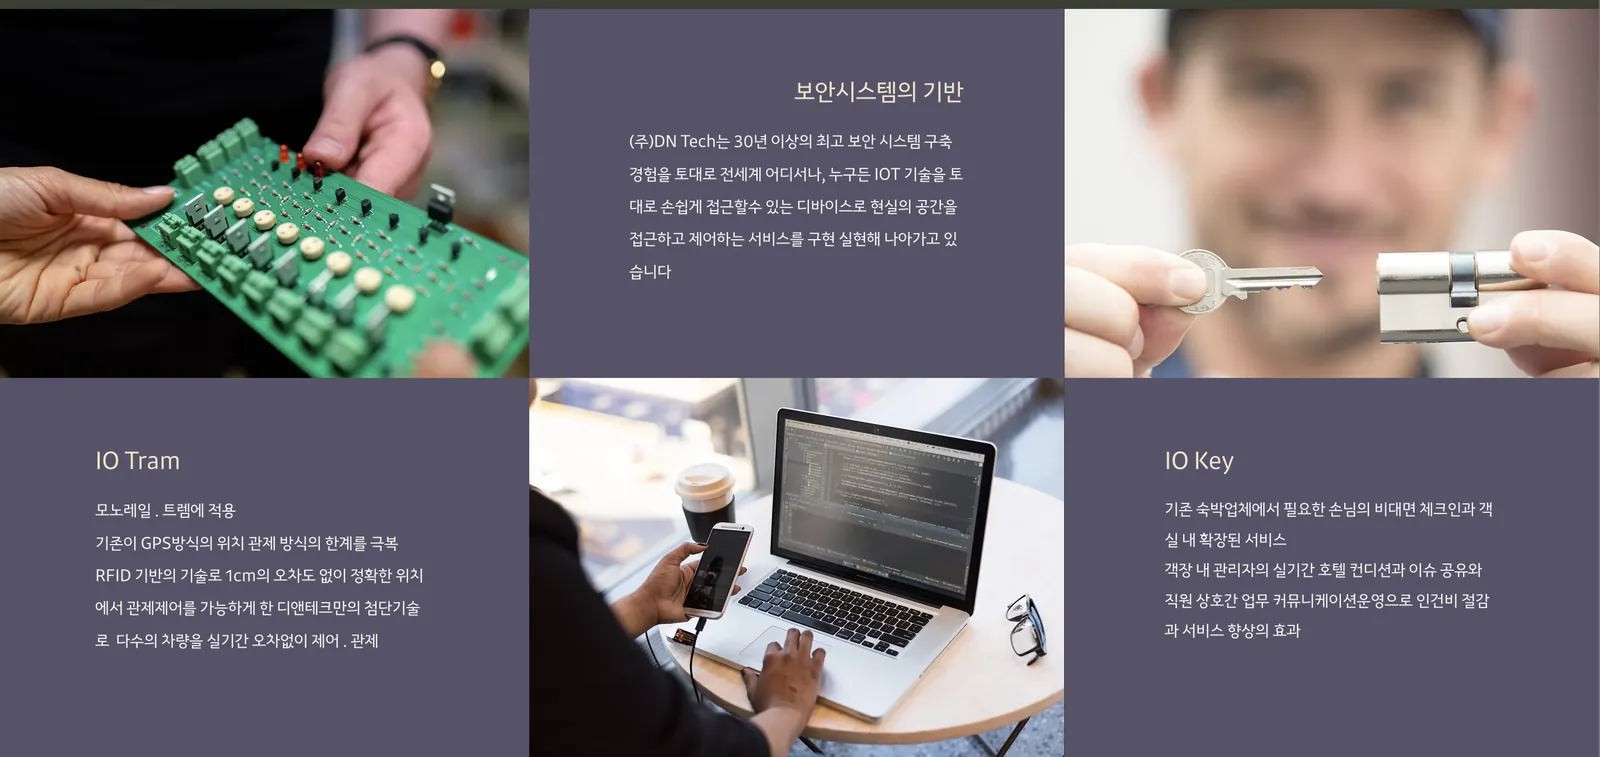 보안시스템의 기반
(주)DN Tech는 30년 이상의 최고 보안 시스템 구축
경험을 토대로 전세계 어디서나, 누구든 IOT 기술을 토
대로 손쉽게 접근할수 있는 디바이스로 현실의 공간을
접근하고 제어하는 서비스를 구현 실현해 나아가고 있
습니다
IO Tram
모노레일 . 트렘에 적용
기존이 GPS방식의 위치 관제 방식의 한계를 극복
RFID 기반의 기술로 1cm의 오차도 없이 정확한 위치
에서 관제제어를 가능하게 한 디앤테크만의 첨단기술
로 다수의 차량을 실기간 오차없이 제어 . 관제
IO Key
기존 숙박업체에서 필요한 손님의 비대면 체크인과 객
실 내 확장된 서비스
객장 내 관리자의 실기간 호텔 컨디션과 이슈 공유와
직원 상호간 업무 커뮤니케이션운영으로 인건비 절감
과 서비스 향상의 효과